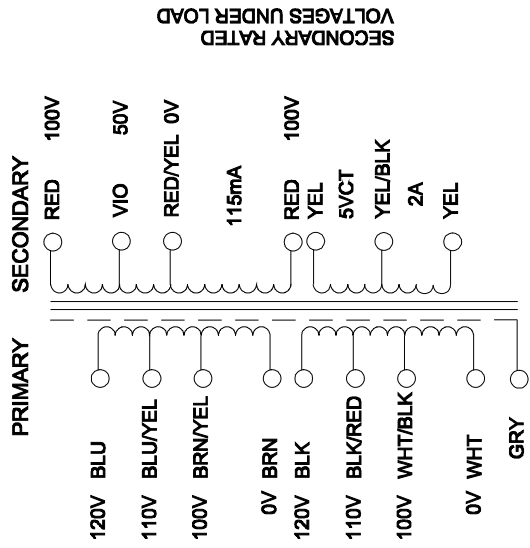 SECONDARY RATED
VOLTAGES UNDER LOAD
SECONDARY
RED 100V
VIO 50V
RED/YEL 0V
115mA
RED 100V
YEL
5VCT
YEL/BLK
2A
YEL
PRIMARY
120V BLU
110V BLU/YEL
100V BRN/YEL
0V BRN
120V BLK
110V BLK/RED
100V WHT/BLK
0V WHT
GRY